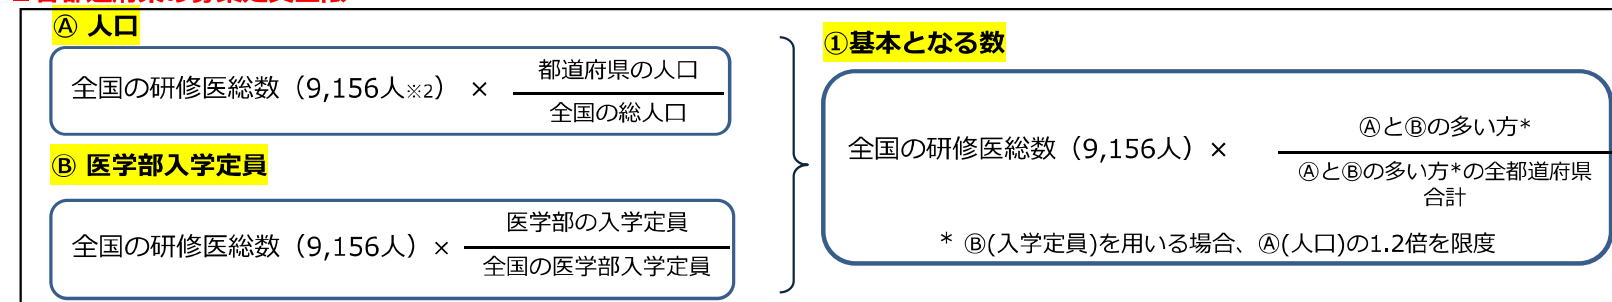 Ⓐ 人口
全国の研修医総数（9,156人※2） × 都道府県の人口
全国の総人口
Ⓑ 医学部入学定員
全国の研修医総数（9,156人）× 医学部の入学定員
全国の医学部入学定員
①基本となる数
全国の研修医総数（9,156人）× ⒶとⒷの多い方*
ⒶとⒷの多い方*の全都道府県
合計
* Ⓑ(入学定員)を用いる場合、Ⓐ(人口)の1.2倍を限度